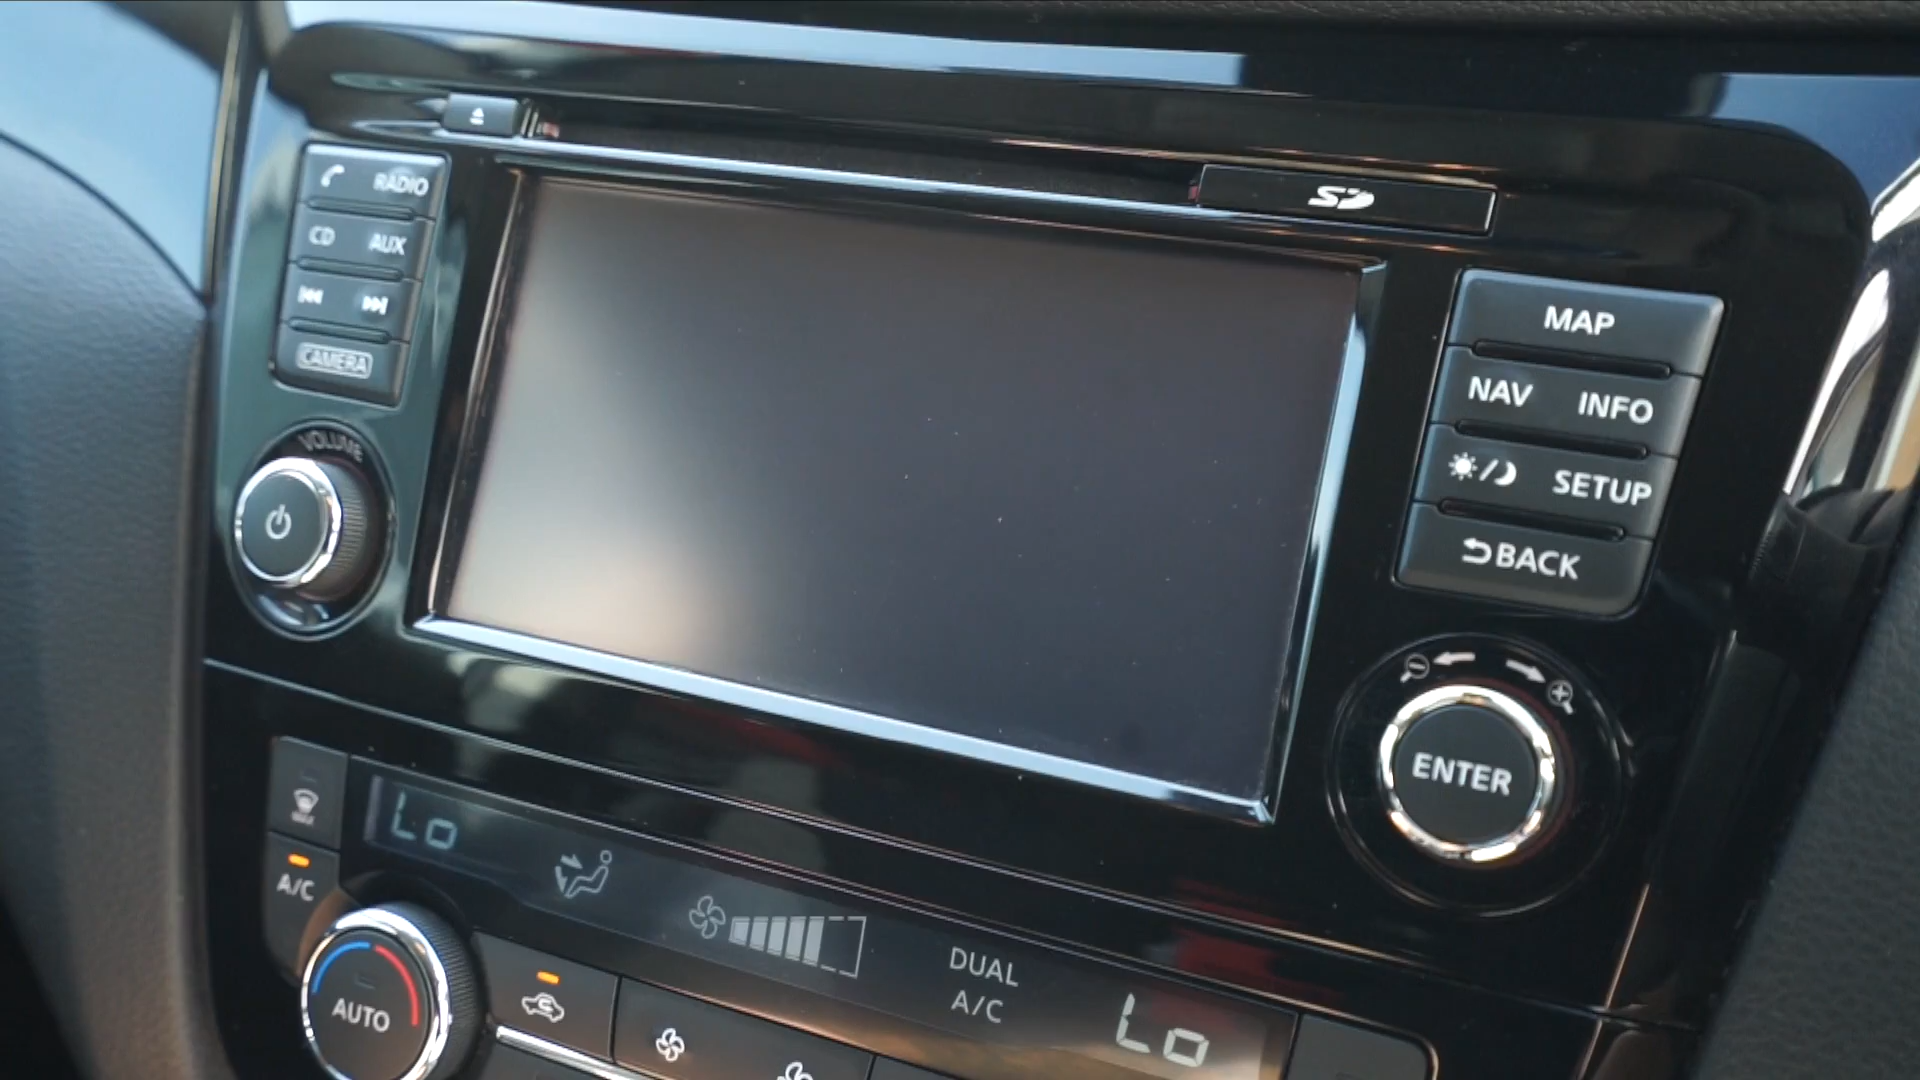 SD
RADIO
CD AUX
CAMERA
VOLUME
MAP
NAV INFO
SETUP
BACK
ENTER
Lo
A/C
DUAL
A/C
Lo
AUTO